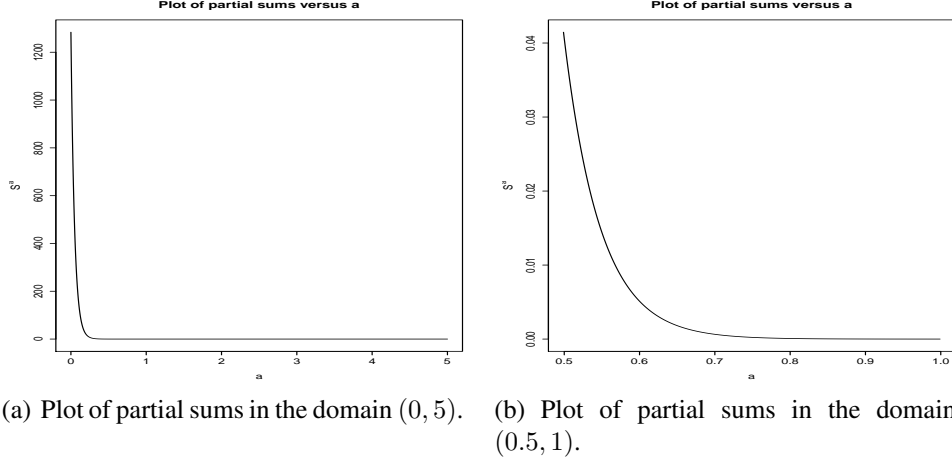 Plot of partial sums versus a
1200
1000
800
600
400
200
0
S^a
0 1 2 3 4 5
a
(a) Plot of partial sums in the domain (0, 5).
Plot of partial sums versus a
0.04
0.03
0.02
0.01
0.00
S^a
0.5 0.6 0.7 0.8 0.9 1.0
a
(b) Plot of partial sums in the domain
(0.5, 1).